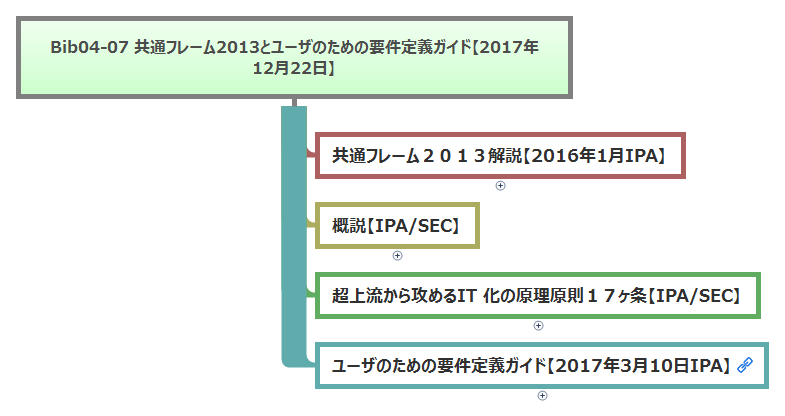 Bib04-07 共通フレーム2013とユーザのための要件定義ガイド【2017年
12月22日】
共通フレーム２０１３解説【2016年1月IPA】
概説【IPA/SEC】
超上流から攻めるIT 化の原理原則１７ヶ条【IPA/SEC】
ユーザのための要件定義ガイド【2017年3月10日IPA】